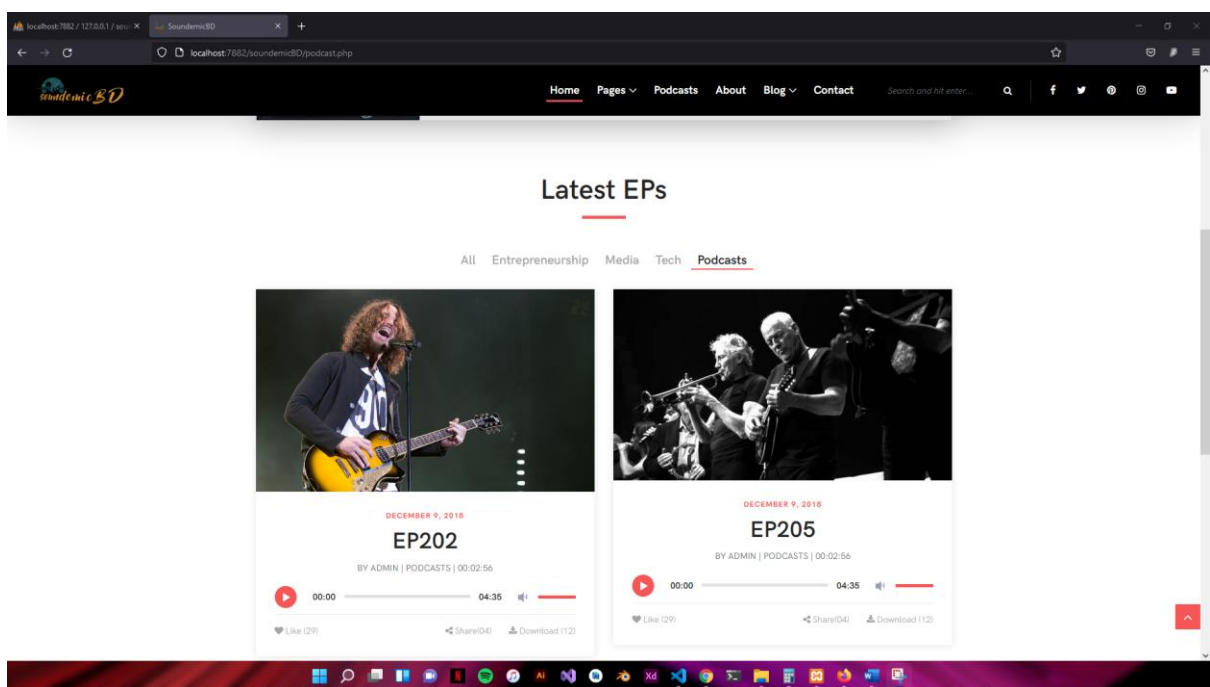 localhost:7882 / 127.0.0.1 / soun
SoundemicBD
localhost:7882/soundemicBD/podcast.php
soundemic BD
Home Pages Podcasts About Blog Contact Search and hit enter...
Latest EPs
All Entrepreneurship Media Tech Podcasts
DECEMBER 9, 2018
EP202
BY ADMIN | PODCASTS | 00:02:56
00:00 04:35
Like (29) Share(04) Download (12)
DECEMBER 9, 2018
EP205
BY ADMIN | PODCASTS | 00:02:56
00:00 04:35
Like (29) Share(04) Download (12)